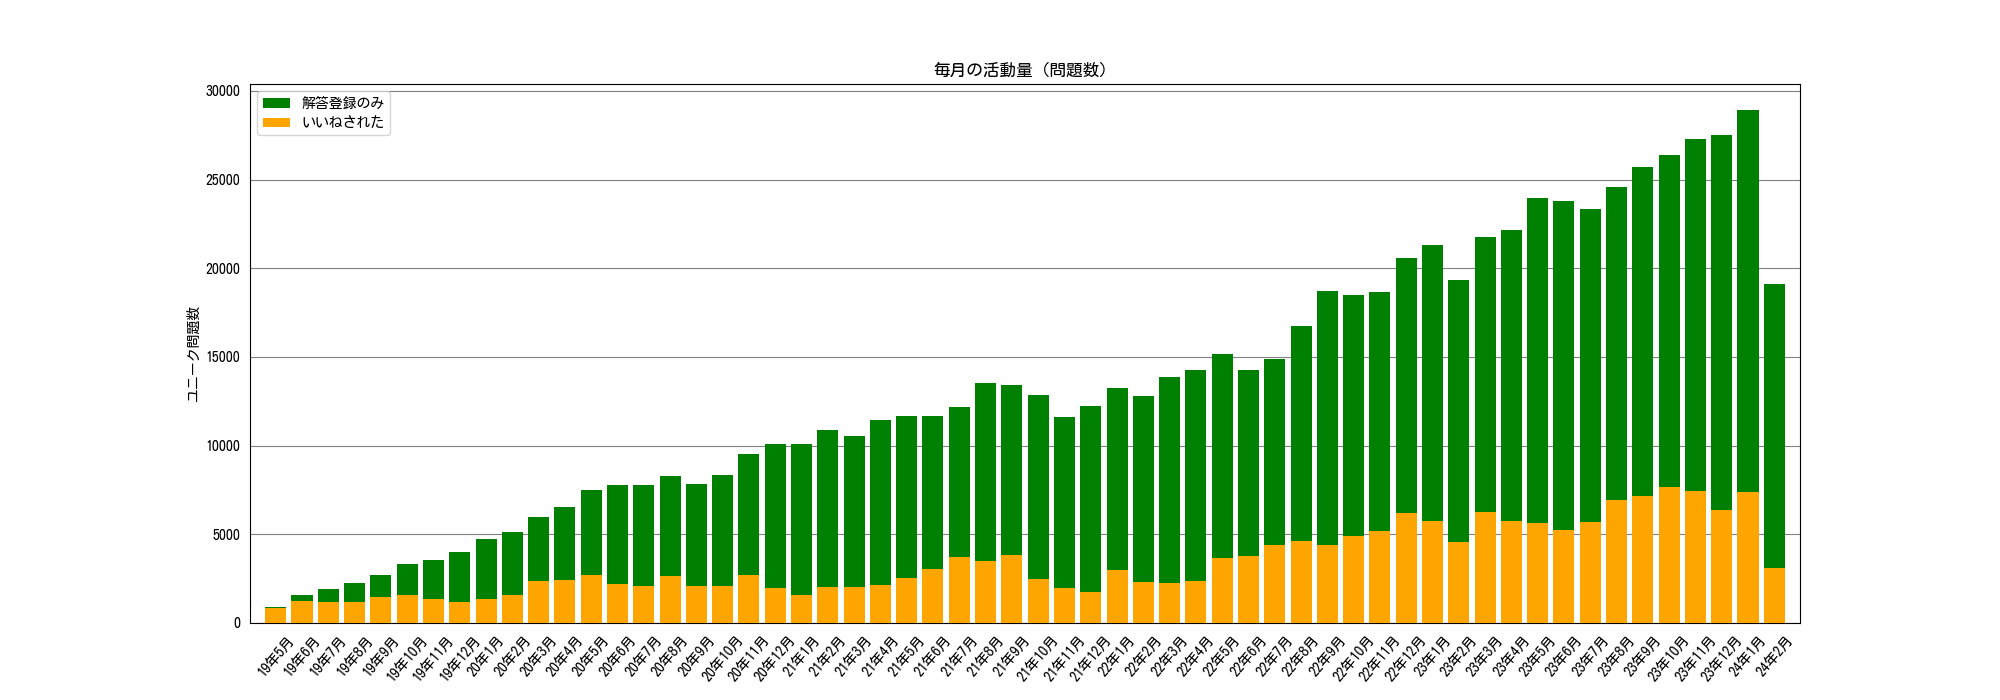 毎月の活動量（問題数）
解答登録のみ
いいねされた
ユニーク問題数
30000
25000
20000
15000
10000
5000
0
19年5月
19年6月
19年7月
19年8月
19年9月
19年10月
19年11月
19年12月
20年1月
20年2月
20年3月
20年4月
20年5月
20年6月
20年7月
20年8月
20年9月
20年10月
20年11月
20年12月
21年1月
21年2月
21年3月
21年4月
21年5月
21年6月
21年7月
21年8月
21年9月
21年10月
21年11月
21年12月
22年1月
22年2月
22年3月
22年4月
22年5月
22年6月
22年7月
22年8月
22年9月
22年10月
22年11月
22年12月
23年1月
23年2月
23年3月
23年4月
23年5月
23年6月
23年7月
23年8月
23年9月
23年10月
23年11月
23年12月
24年1月
24年2月